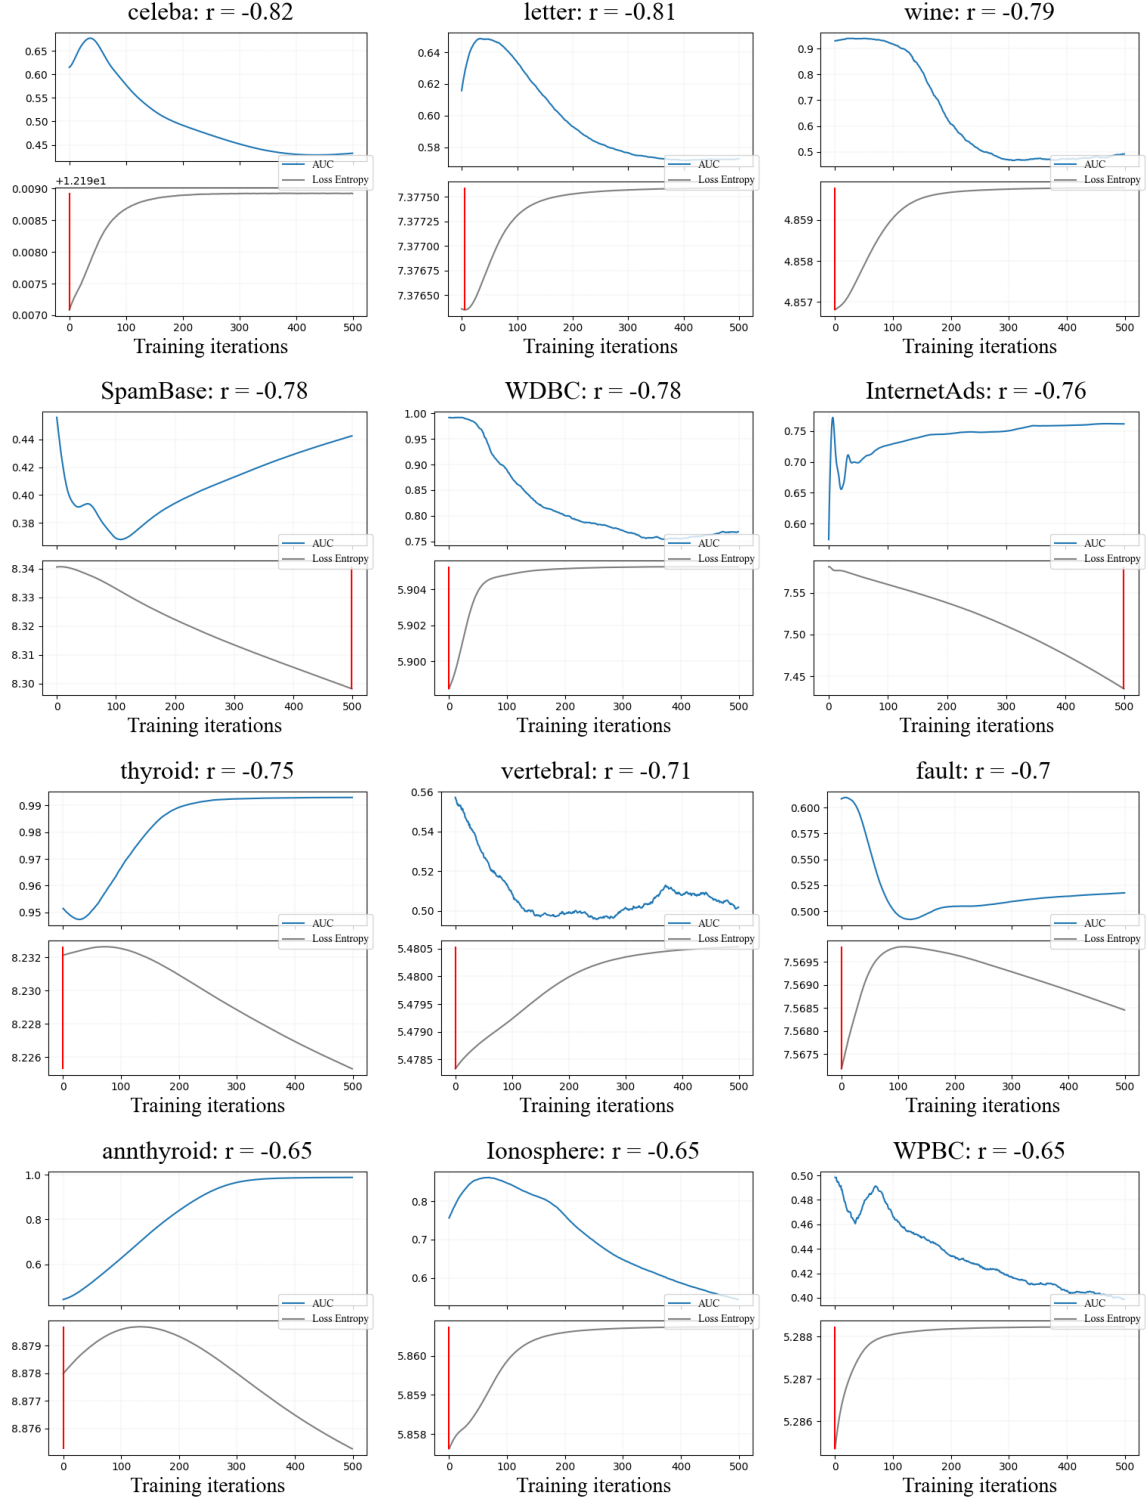 celeba: r = -0.82
letter: r = -0.81
wine: r = -0.79
0.65
0.60
0.55
0.50
0.45
AUC
Loss Entropy
0.64
0.62
0.60
0.58
AUC
Loss Entropy
0.9
0.8
0.7
0.6
0.5
AUC
Loss Entropy
+1.219e1
0.0090
0.0085
0.0080
0.0075
0.0070
0 100 200 300 400 500
Training iterations
7.37750
7.37725
7.37700
7.37675
7.37650
0 100 200 300 400 500
Training iterations
4.859
4.858
4.857
0 100 200 300 400 500
Training iterations
SpamBase: r = -0.78
WDBC: r = -0.78
InternetAds: r = -0.76
0.44
0.42
0.40
0.38
AUC
Loss Entropy
1.00
0.95
0.90
0.85
0.80
0.75
AUC
Loss Entropy
0.75
0.70
0.65
0.60
AUC
Loss Entropy
8.34
8.33
8.32
8.31
8.30
0 100 200 300 400 500
Training iterations
5.904
5.902
5.900
0 100 200 300 400 500
Training iterations
7.55
7.50
7.45
0 100 200 300 400 500
Training iterations
thyroid: r = -0.75
vertebral: r = -0.71
fault: r = -0.7
0.99
0.98
0.97
0.96
0.95
AUC
Loss Entropy
0.56
0.54
0.52
0.50
AUC
Loss Entropy
0.600
0.575
0.550
0.525
0.500
AUC
Loss Entropy
8.232
8.230
8.228
8.226
0 100 200 300 400 500
Training iterations
5.4805
5.4800
5.4795
5.4790
5.4785
0 100 200 300 400 500
Training iterations
7.5695
7.5690
7.5685
7.5680
7.5675
0 100 200 300 400 500
Training iterations
annthyroid: r = -0.65
Ionosphere: r = -0.65
WPBC: r = -0.65
1.0
0.8
0.6
AUC
Loss Entropy
0.8
0.7
0.6
AUC
Loss Entropy
0.50
0.48
0.46
0.44
0.42
0.40
AUC
Loss Entropy
8.879
8.878
8.877
8.876
0 100 200 300 400 500
Training iterations
5.860
5.859
5.858
0 100 200 300 400 500
Training iterations
5.288
5.287
5.286
0 100 200 300 400 500
Training iterations